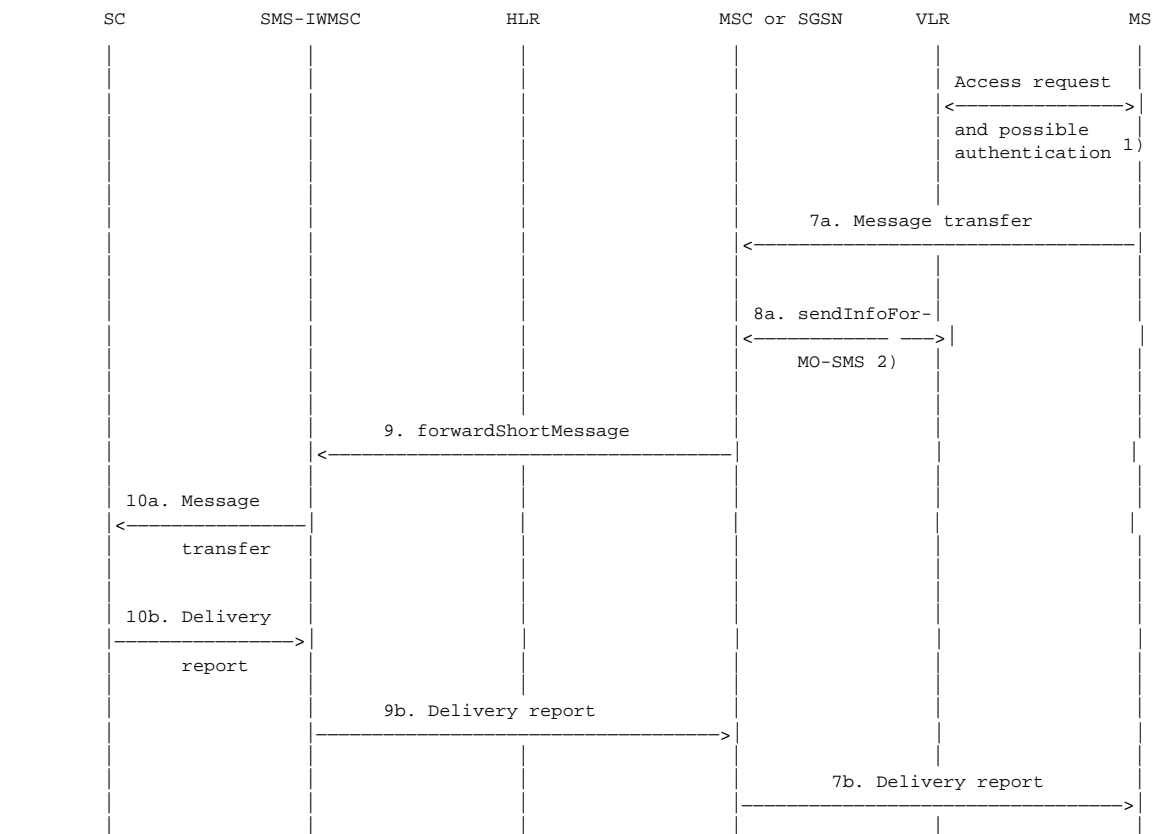 SC SMS-IWMSC HLR MSC or SGSN VLR MS
Access request
and possible
authentication 1)
7a. Message transfer
8a. sendInfoFor-
MO-SMS 2)
9. forwardShortMessage
10a. Message
transfer
10b. Delivery
report
9b. Delivery report
7b. Delivery report